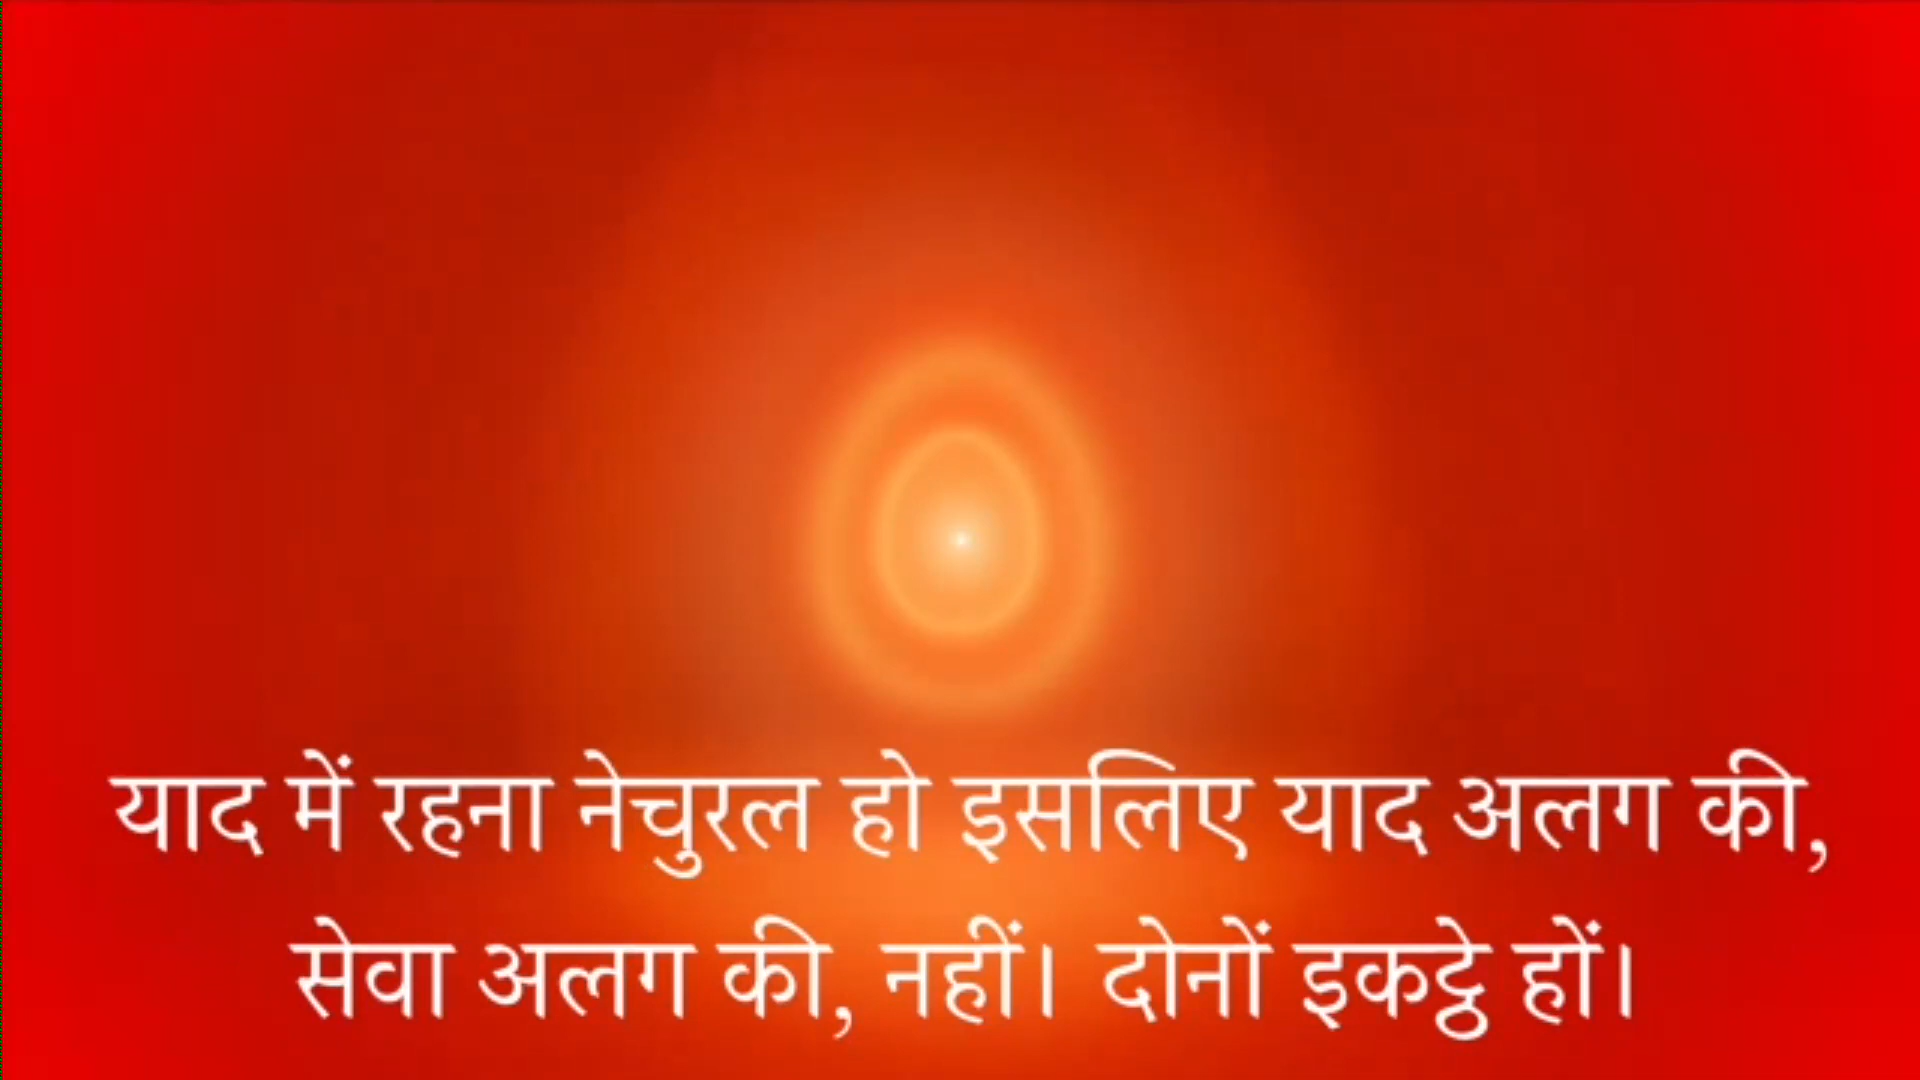 याद में रहना नेचुरल हो इसलिए याद अलग की,
सेवा अलग की, नहीं। दोनों इकट्ठे हों।